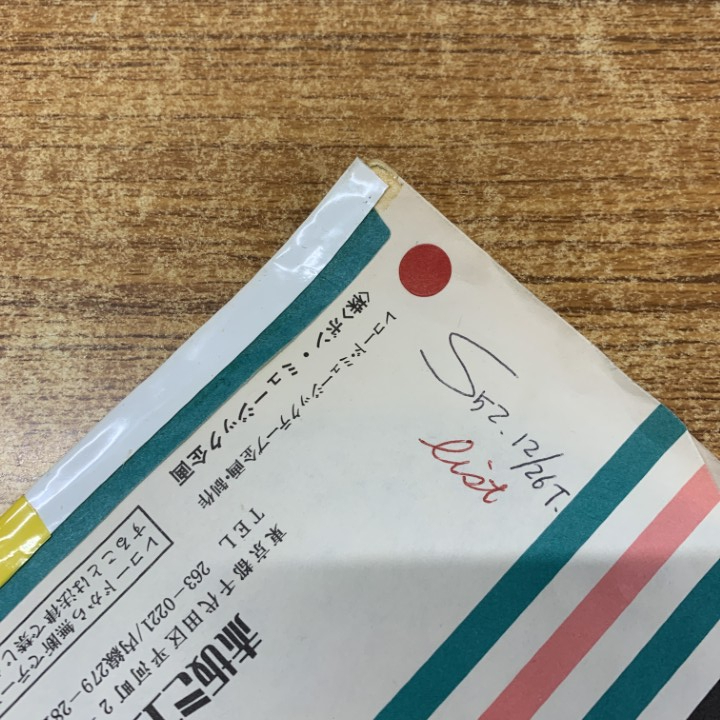 S52.12/26T.
list
レコード・ミュージックテープ企画・制作
〈株〉ボン・ミュージック企画
東京都千代田区平河町2
TEL 263-0221/内線279-28
赤坂ミ
レコードから無断でテー
することは法律で禁じ